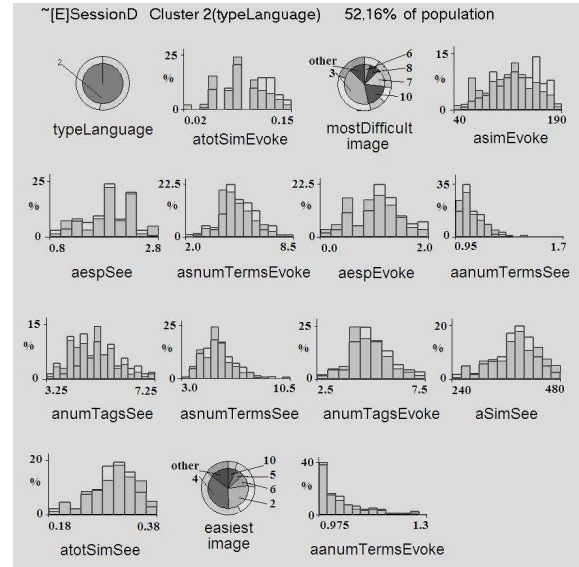 ~[E]SessionD Cluster 2(typeLanguage) 52,16% of population
2
typeLanguage
25
%
0
0.02 0.15
atotSimEvoke
other
3
6
8
7
10
mostDifficult
image
15
%
0
40 190
asimEvoke
25
%
0
0.8 2.8
aespSee
22.5
%
0
2.0 8.5
asnumTermsEvoke
22.5
%
0
0.0 2.0
aespEvoke
35
%
0
0.95 1.7
aanumTermsSee
15
%
0
3.25 7.25
anumTagsSee
25
%
0
3.0 10.5
asnumTermsSee
25
%
0
2.5 7.5
anumTagsEvoke
20
%
0
240 480
aSimSee
20
%
0
0.18 0.38
atotSimSee
other
4
10
5
6
2
easiest
image
40
%
0
0.975 1.3
aanumTermsEvoke